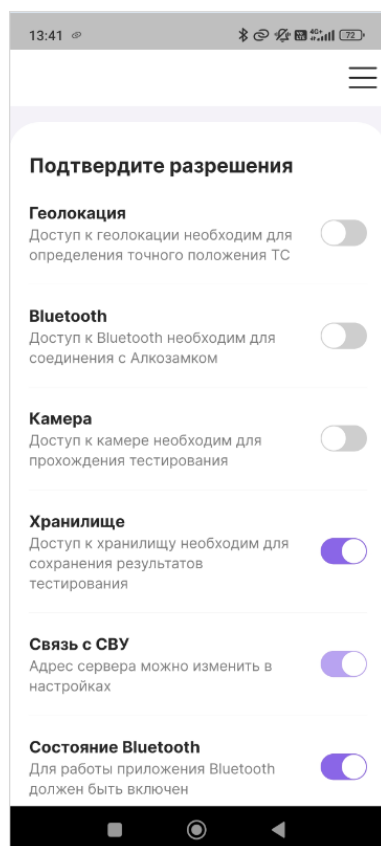 13:41
72
Подтвердите разрешения
Геолокация
Доступ к геолокации необходим для
определения точного положения ТС
Bluetooth
Доступ к Bluetooth необходим для
соединения с Алкозамком
Камера
Доступ к камере необходим для
прохождения тестирования
Хранилище
Доступ к хранилищу необходим для
сохранения результатов
тестирования
Связь с СВУ
Адрес сервера можно изменить в
настройках
Состояние Bluetooth
Для работы приложения Bluetooth
должен быть включен